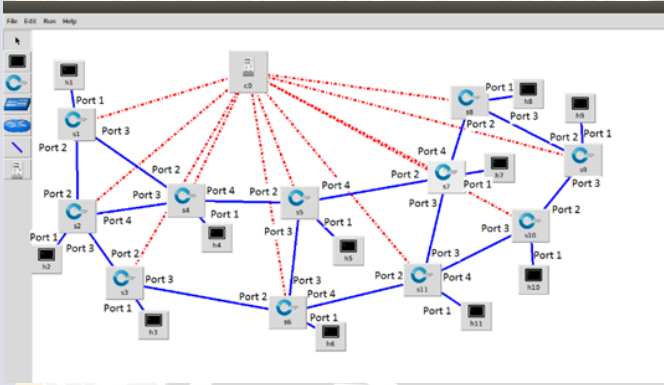 File Edit Run Help
h1
Port 1
s1
Port 3
Port 2
c0
Port 1
h8
s8
Port 2
Port 3
h9
Port 2
Port 1
s9
Port 3
Port 2
Port 3
Port 4
s4
Port 1
h4
Port 2
Port 4
s2
Port 1
Port 3
h2
Port 2
Port 4
s5
Port 1
Port 3
h5
Port 4
Port 2
s7
Port 1
h7
Port 3
Port 2
Port 3
s10
Port 1
h10
Port 2
Port 3
s3
Port 1
h3
Port 3
Port 2
Port 4
s6
Port 1
h6
Port 3
Port 2
Port 4
s11
Port 1
h11